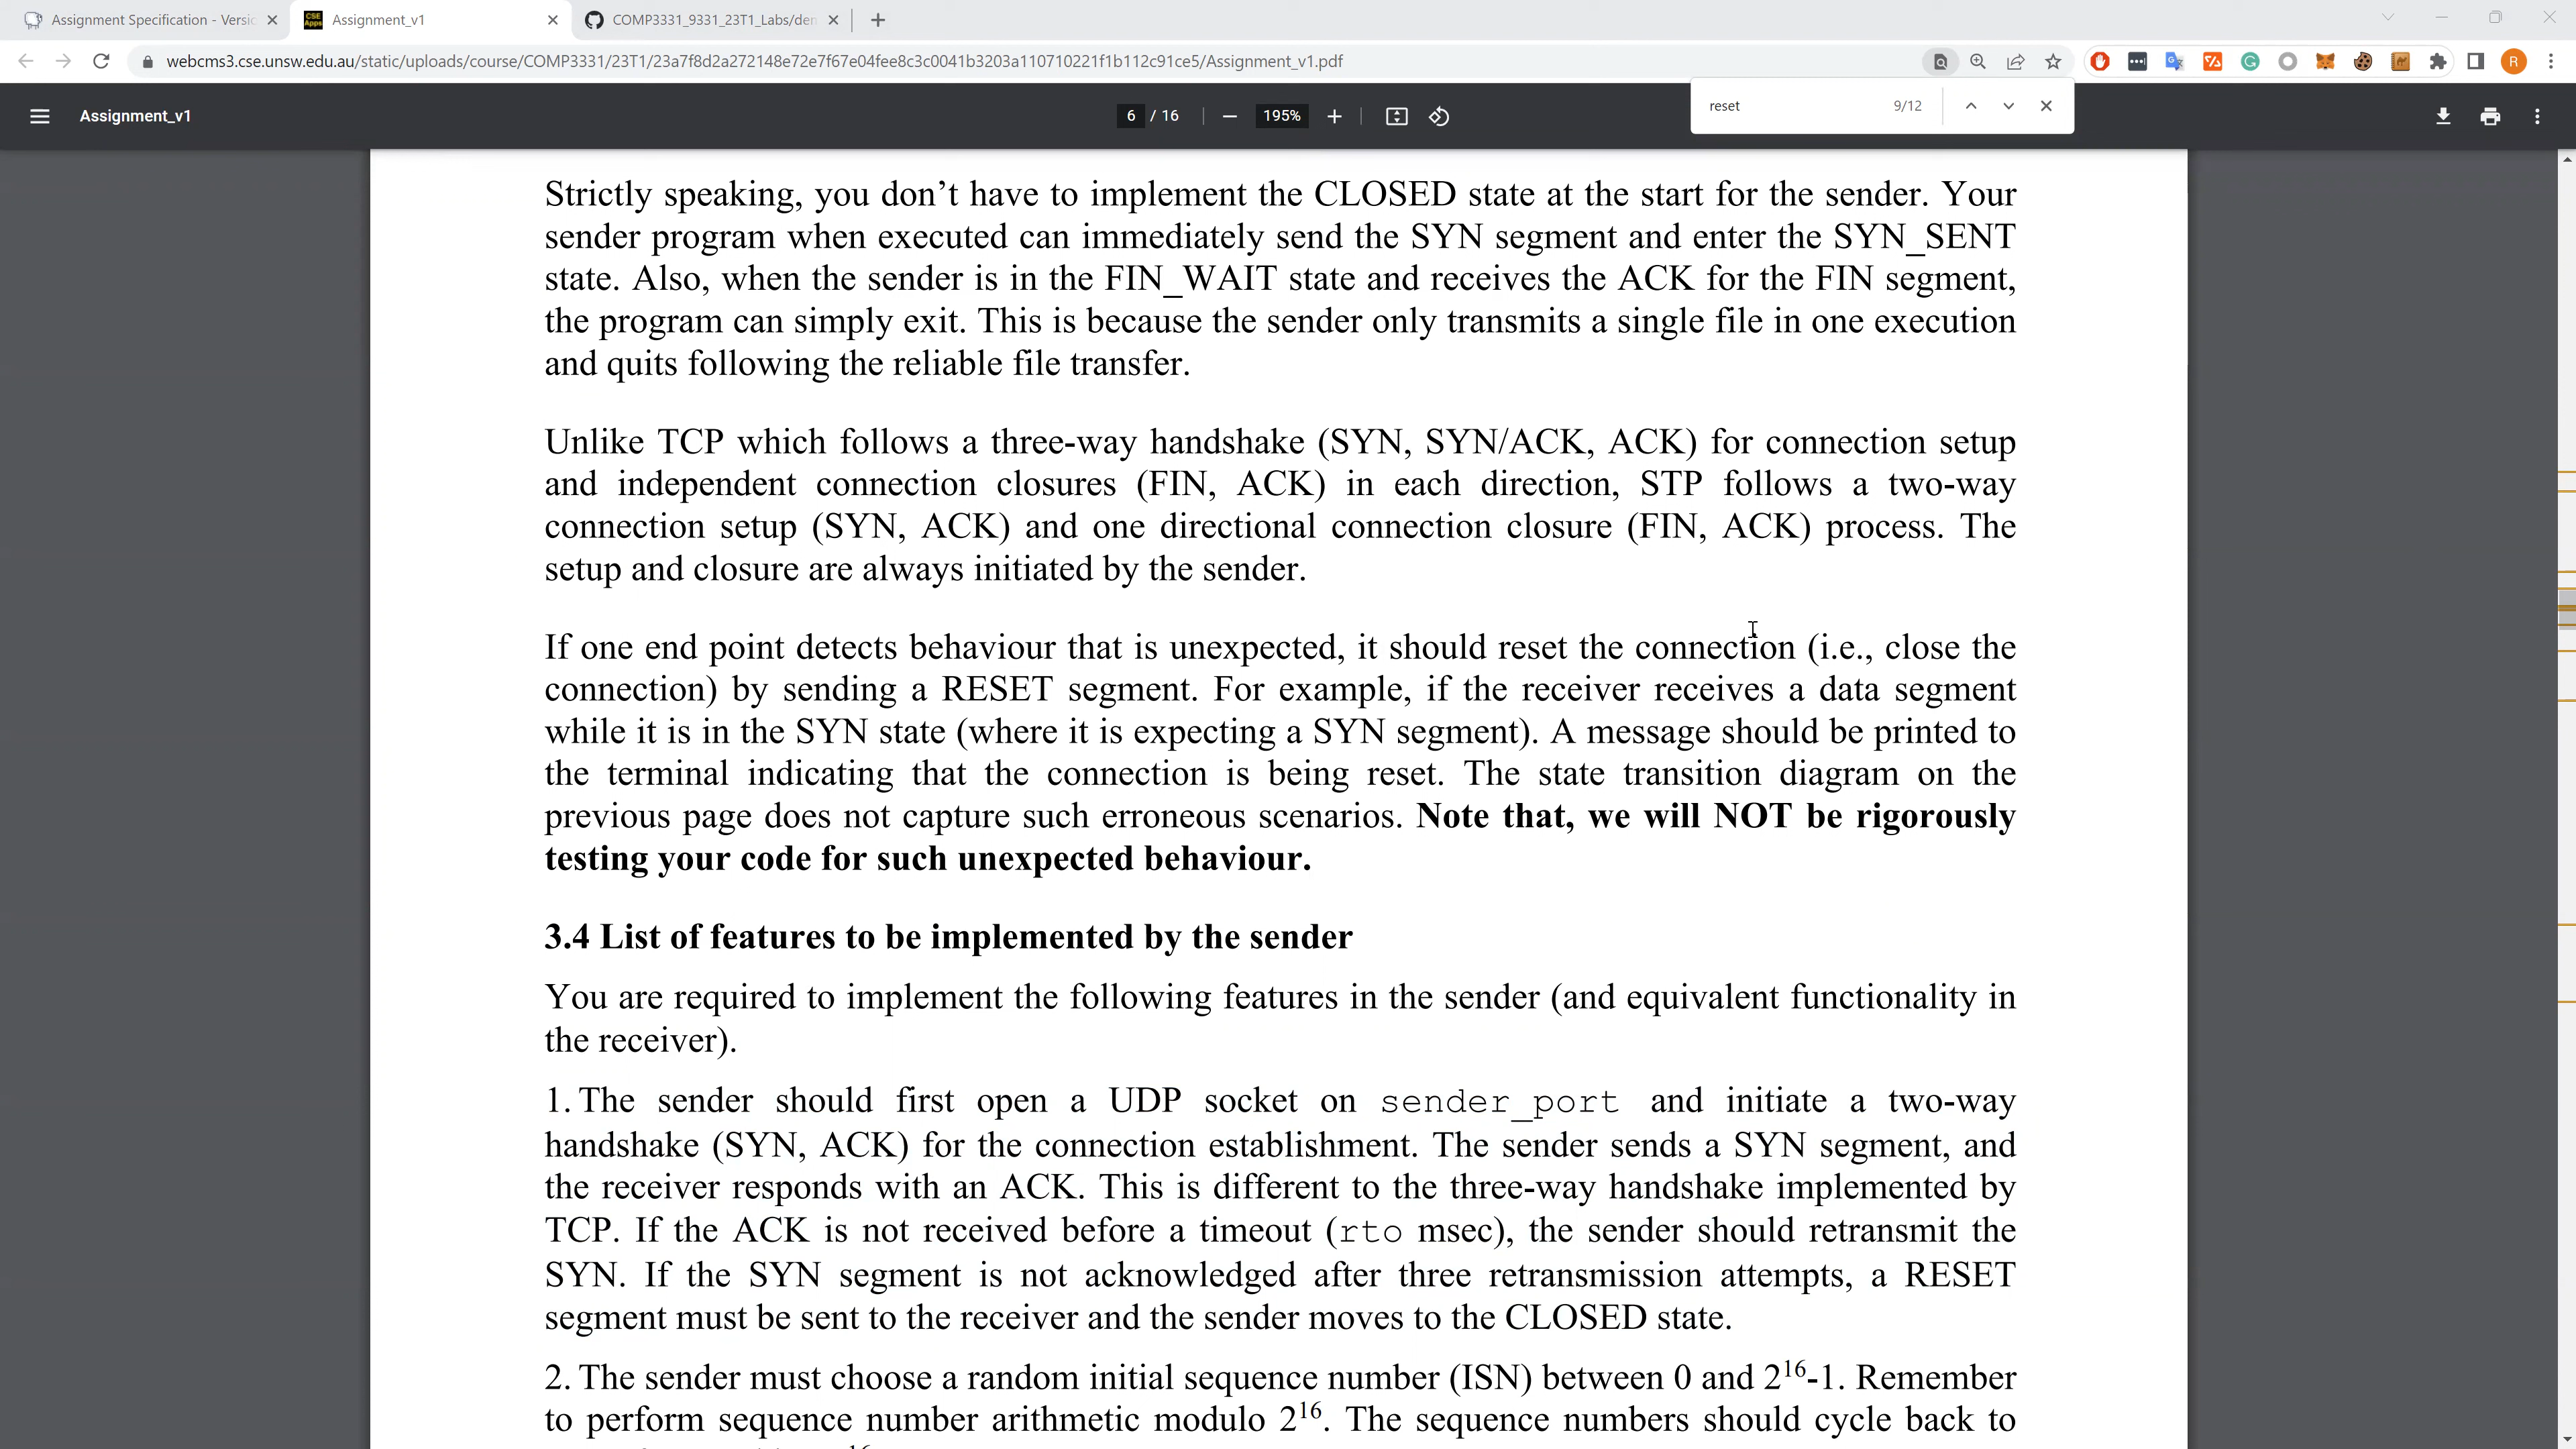 Assignment Specification - Versio
Assignment_v1
COMP3331_9331_23T1_Labs/den
webcms3.cse.unsw.edu.au/static/uploads/course/COMP3331/23T1/23a7f8d2a272148e72e7f67e04fee8c3c0041b3203a110710221f1b112c91ce5/Assignment_v1.pdf
R
Assignment_v1
6 / 16
195%
reset
9/12
Strictly speaking, you don’t have to implement the CLOSED state at the start for the sender. Your
sender program when executed can immediately send the SYN segment and enter the SYN_SENT
state. Also, when the sender is in the FIN_WAIT state and receives the ACK for the FIN segment,
the program can simply exit. This is because the sender only transmits a single file in one execution
and quits following the reliable file transfer.
Unlike TCP which follows a three-way handshake (SYN, SYN/ACK, ACK) for connection setup
and independent connection closures (FIN, ACK) in each direction, STP follows a two-way
connection setup (SYN, ACK) and one directional connection closure (FIN, ACK) process. The
setup and closure are always initiated by the sender.
If one end point detects behaviour that is unexpected, it should reset the connection (i.e., close the
connection) by sending a RESET segment. For example, if the receiver receives a data segment
while it is in the SYN state (where it is expecting a SYN segment). A message should be printed to
the terminal indicating that the connection is being reset. The state transition diagram on the
previous page does not capture such erroneous scenarios. Note that, we will NOT be rigorously
testing your code for such unexpected behaviour.
3.4 List of features to be implemented by the sender
You are required to implement the following features in the sender (and equivalent functionality in
the receiver).
1. The sender should first open a UDP socket on sender_port and initiate a two-way
handshake (SYN, ACK) for the connection establishment. The sender sends a SYN segment, and
the receiver responds with an ACK. This is different to the three-way handshake implemented by
TCP. If the ACK is not received before a timeout (rto msec), the sender should retransmit the
SYN. If the SYN segment is not acknowledged after three retransmission attempts, a RESET
segment must be sent to the receiver and the sender moves to the CLOSED state.
2. The sender must choose a random initial sequence number (ISN) between 0 and 2^16-1. Remember
to perform sequence number arithmetic modulo 2^16. The sequence numbers should cycle back to